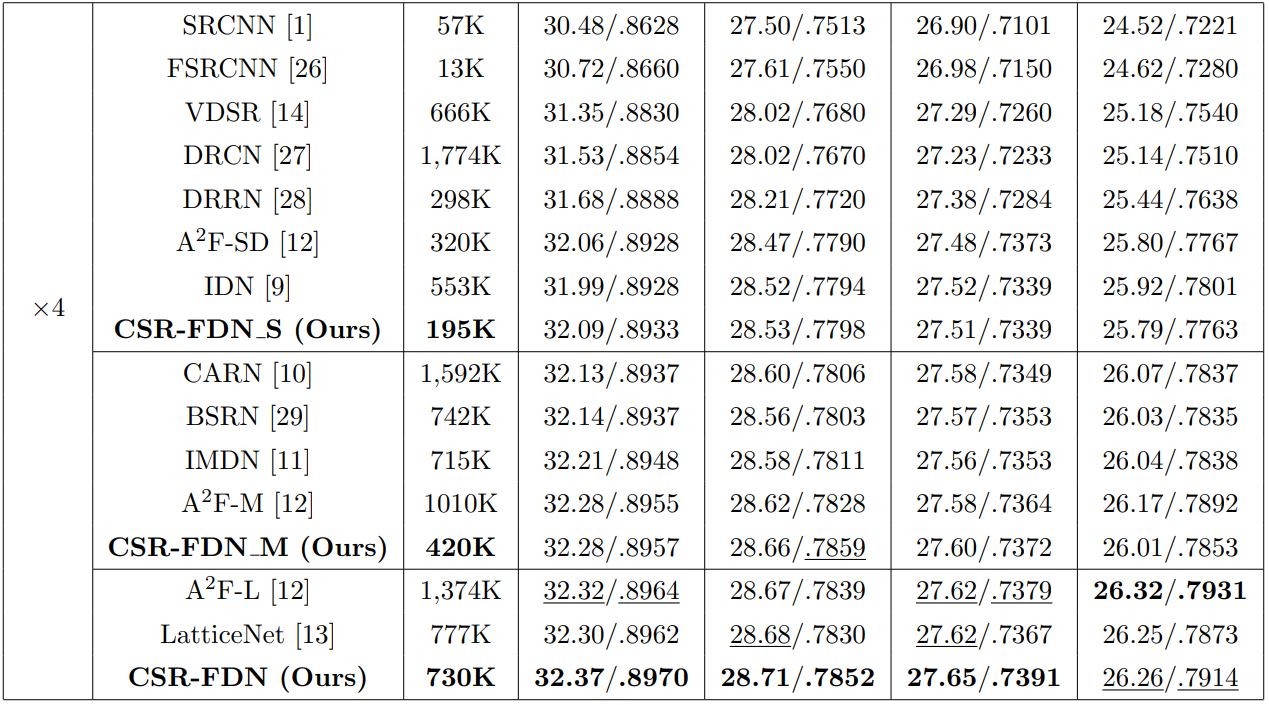 SRCNN [1] 57K 30.48/.8628 27.50/.7513 26.90/.7101 24.52/.7221
FSRCNN [26] 13K 30.72/.8660 27.61/.7550 26.98/.7150 24.62/.7280
VDSR [14] 666K 31.35/.8830 28.02/.7680 27.29/.7260 25.18/.7540
DRCN [27] 1,774K 31.53/.8854 28.02/.7670 27.23/.7233 25.14/.7510
DRRN [28] 298K 31.68/.8888 28.21/.7720 27.38/.7284 25.44/.7638
A²F-SD [12] 320K 32.06/.8928 28.47/.7790 27.48/.7373 25.80/.7767
IDN [9] 553K 31.99/.8928 28.52/.7794 27.52/.7339 25.92/.7801
×4
CSR-FDN_S (Ours) 195K 32.09/.8933 28.53/.7798 27.51/.7339 25.79/.7763
CARN [10] 1,592K 32.13/.8937 28.60/.7806 27.58/.7349 26.07/.7837
BSRN [29] 742K 32.14/.8937 28.56/.7803 27.57/.7353 26.03/.7835
IMDN [11] 715K 32.21/.8948 28.58/.7811 27.56/.7353 26.04/.7838
A²F-M [12] 1010K 32.28/.8955 28.62/.7828 27.58/.7364 26.17/.7892
CSR-FDN_M (Ours) 420K 32.28/.8957 28.66/.7859 27.60/.7372 26.01/.7853
A²F-L [12] 1,374K 32.32/.8964 28.67/.7839 27.62/.7379 26.32/.7931
LatticeNet [13] 777K 32.30/.8962 28.68/.7830 27.62/.7367 26.25/.7873
CSR-FDN (Ours) 730K 32.37/.8970 28.71/.7852 27.65/.7391 26.26/.7914